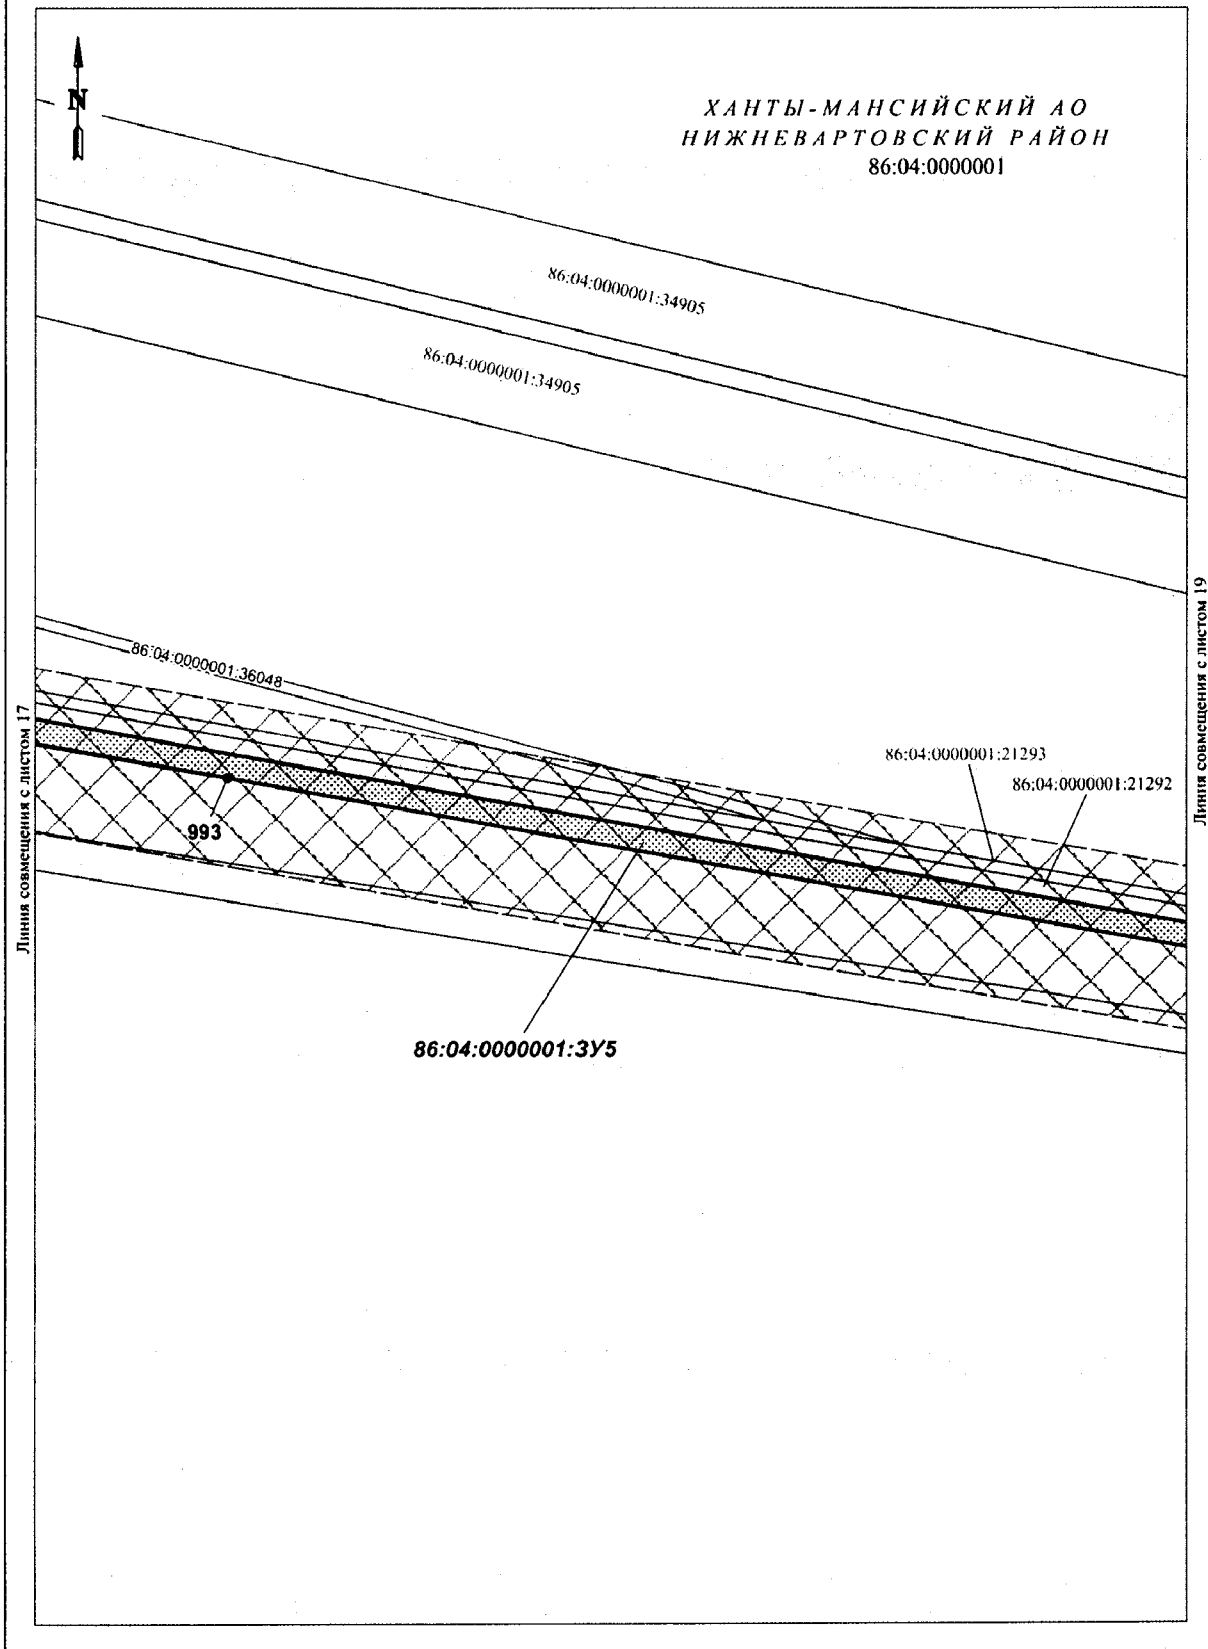 N
ХАНТЫ-МАНСИЙСКИЙ АО
НИЖНЕВАРТОВСКИЙ РАЙОН
86:04:0000001
86:04:0000001:34905
86:04:0000001:34905
86:04:0000001:36048
86:04:0000001:21293
86:04:0000001:21292
993
86:04:0000001:ЗУ5
Линия совмещения с листом 17
Линия совмещения с листом 19